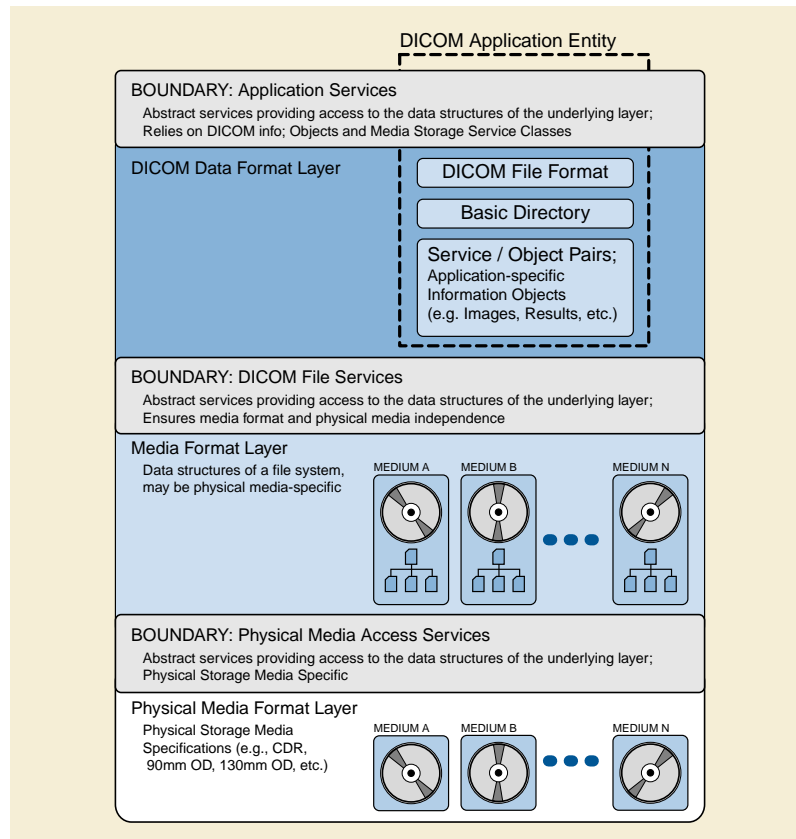 DICOM Application Entity
BOUNDARY: Application Services
Abstract services providing access to the data structures of the underlying layer;
Relies on DICOM info; Objects and Media Storage Service Classes
DICOM Data Format Layer
DICOM File Format
Basic Directory
Service / Object Pairs;
Application-specific
Information Objects
(e.g. Images, Results, etc.)
BOUNDARY: DICOM File Services
Abstract services providing access to the data structures of the underlying layer;
Ensures media format and physical media independence
Media Format Layer
Data structures of a file system,
may be physical media-specific
MEDIUM A
MEDIUM B
MEDIUM N
BOUNDARY: Physical Media Access Services
Abstract services providing access to the data structures of the underlying layer;
Physical Storage Media Specific
Physical Media Format Layer
Physical Storage Media
Specifications (e.g., CDR,
90mm OD, 130mm OD, etc.)
MEDIUM A
MEDIUM B
MEDIUM N